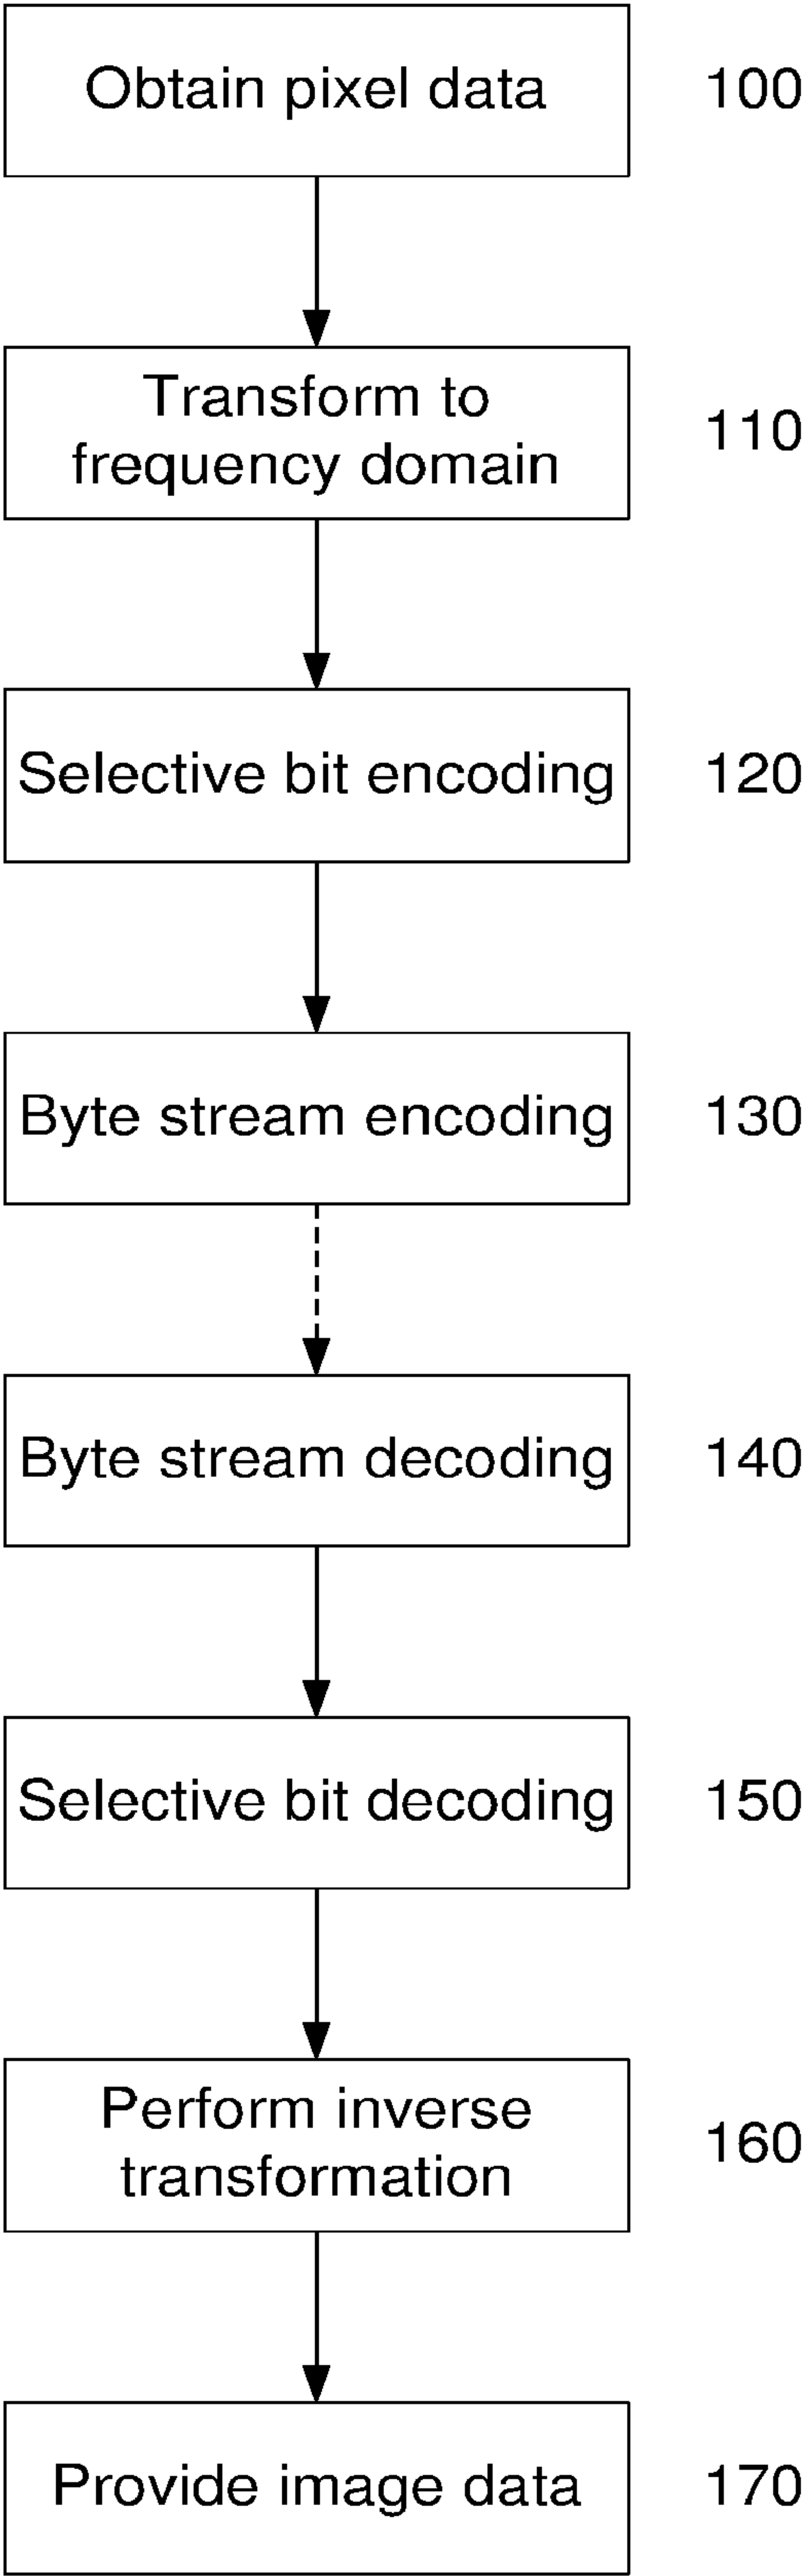 Obtain pixel data
100
Transform to
frequency domain
110
Selective bit encoding
120
Byte stream encoding
130
Byte stream decoding
140
Selective bit decoding
150
Perform inverse
transformation
160
Provide image data
170